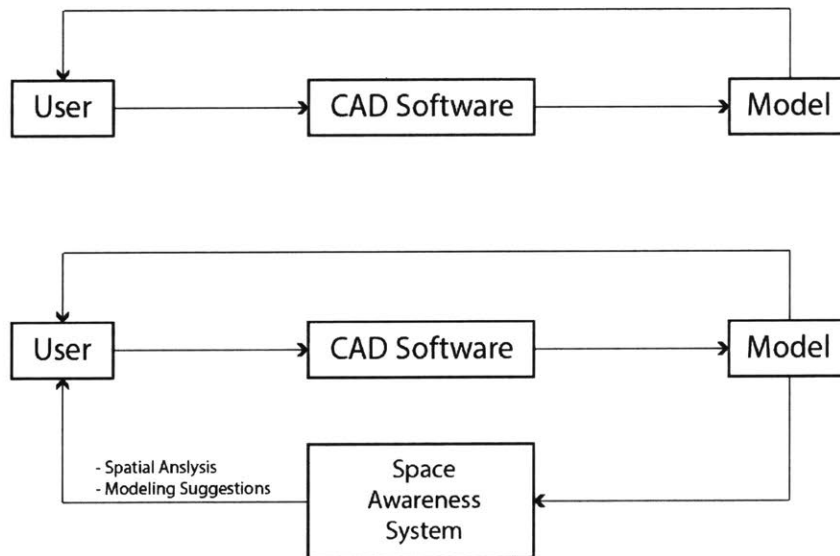 User
CAD Software
Model
User
CAD Software
Model
- Spatial Anslysis
- Modeling Suggestions
Space
Awareness
System